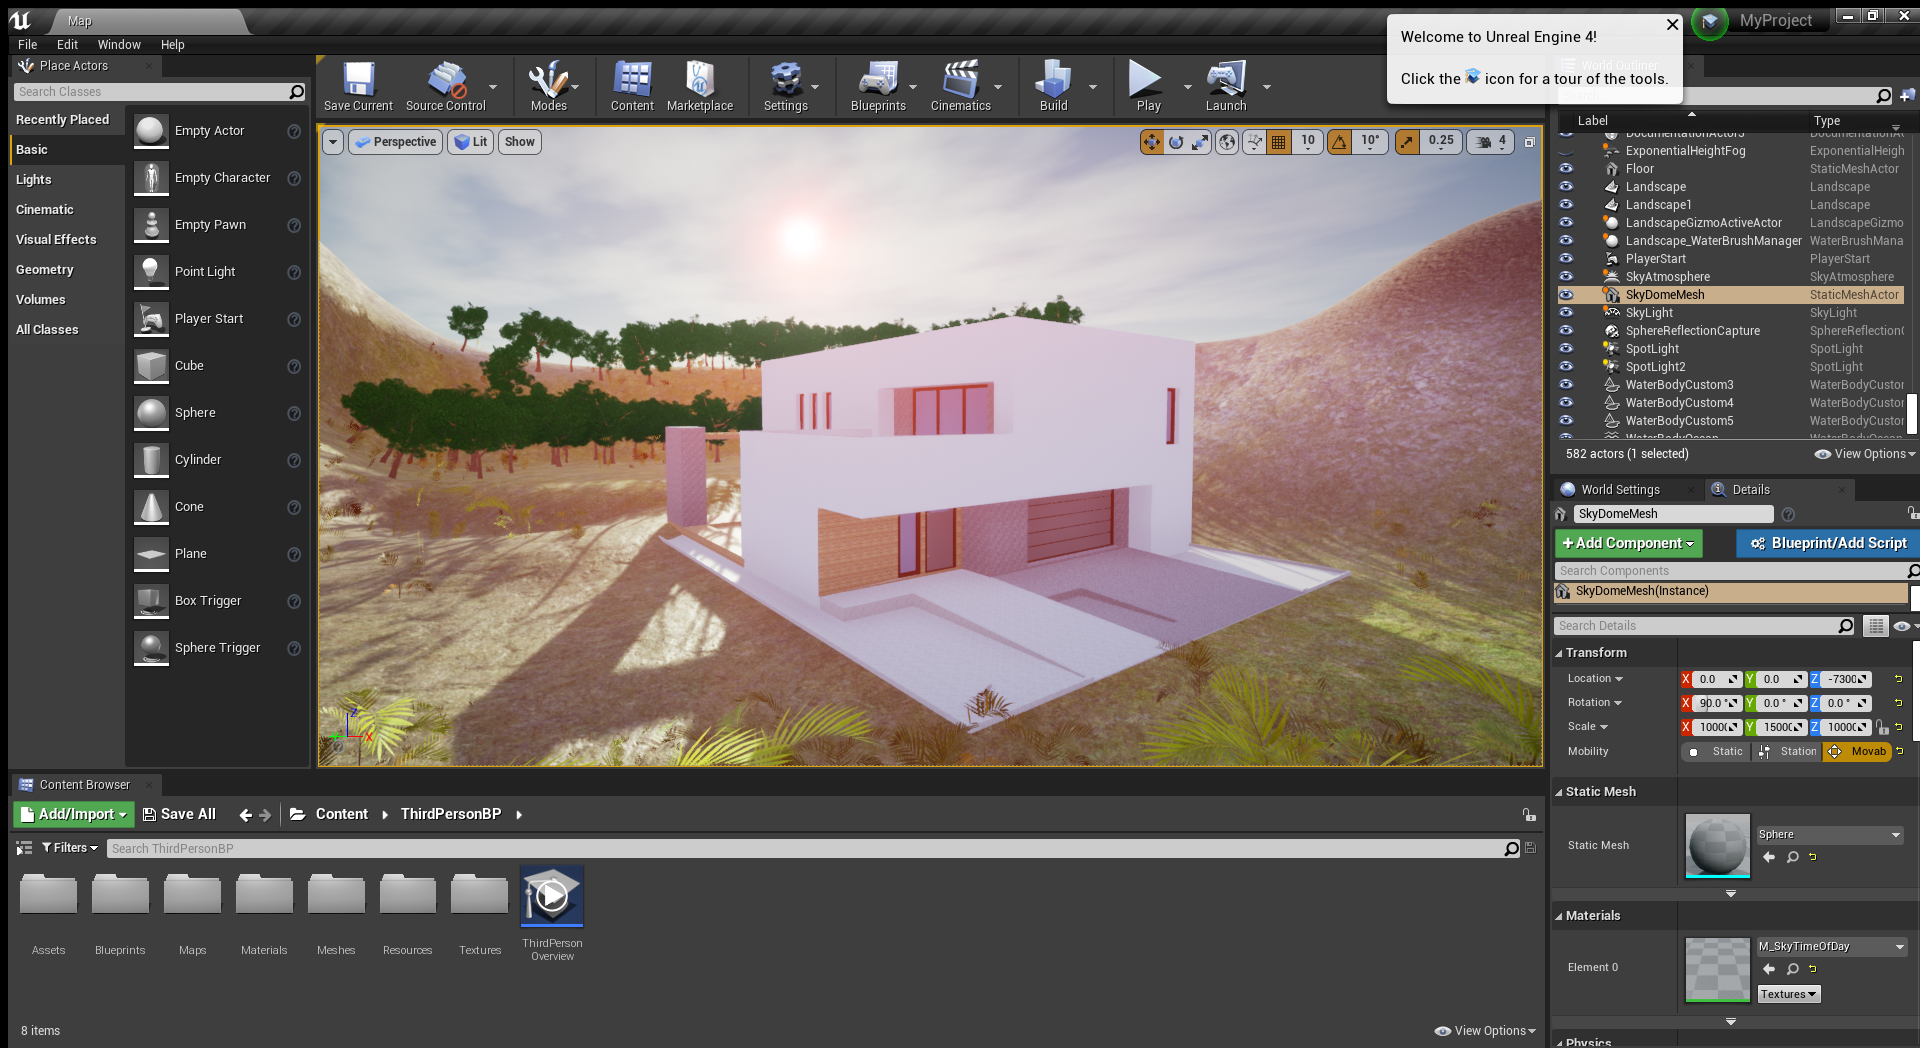 Map
MyProject
File Edit Window Help
Welcome to Unreal Engine 4!
Click the icon for a tour of the tools.
Place Actors
Search Classes
Recently Placed
Basic
Lights
Cinematic
Visual Effects
Geometry
Volumes
All Classes
Empty Actor
Empty Character
Empty Pawn
Point Light
Player Start
Cube
Sphere
Cylinder
Cone
Plane
Box Trigger
Sphere Trigger
Save Current Source Control Modes Content Marketplace Settings Blueprints Cinematics Build Play Launch
Perspective Lit Show
10 10° 0.25 4
Z
X
World Outliner
Label Type
DocumentationActor3
ExponentialHeightFog ExponentialHeigh
Floor StaticMeshActor
Landscape Landscape
Landscape1 Landscape
LandscapeGizmoActiveActor LandscapeGizmo
Landscape_WaterBrushManager WaterBrushMana
PlayerStart PlayerStart
SkyAtmosphere SkyAtmosphere
SkyDomeMesh StaticMeshActor
SkyLight SkyLight
SphereReflectionCapture SphereReflection
SpotLight SpotLight
SpotLight2 SpotLight
WaterBodyCustom3 WaterBodyCustor
WaterBodyCustom4 WaterBodyCustor
WaterBodyCustom5 WaterBodyCustor
582 actors (1 selected) View Options
World Settings Details
SkyDomeMesh
+Add Component Blueprint/Add Script
Search Components
SkyDomeMesh(Instance)
Search Details
Transform
Location X 0.0 Y 0.0 Z -7300
Rotation X 90.0 ° Y 0.0 ° Z 0.0 °
Scale X 1000 Y 1500 Z 1000
Mobility Static Station Movab
Static Mesh
Static Mesh Sphere
Materials
Element 0 M_SkyTimeOfDay
Textures
Physics
Content Browser
Add/Import Save All Content ThirdPersonBP
Filters Search ThirdPersonBP
Assets Blueprints Maps Materials Meshes Resources Textures ThirdPerson
Overview
8 items View Options